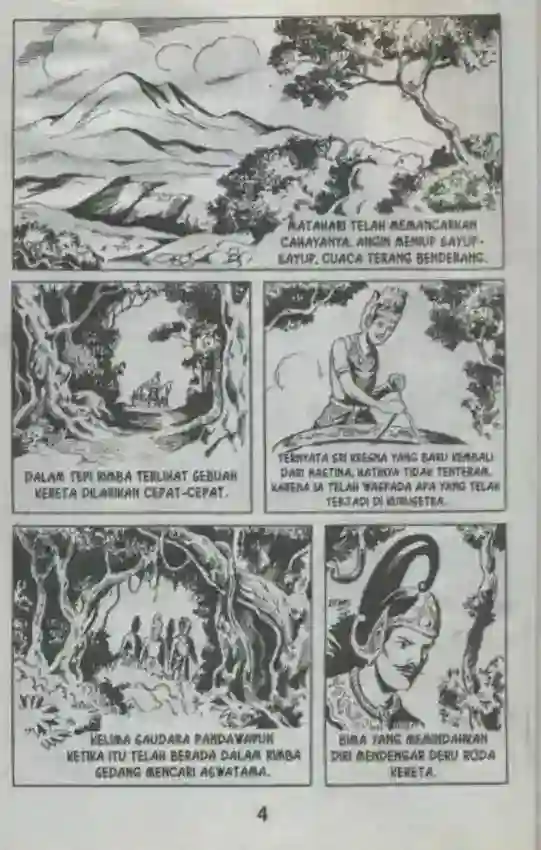 MATAHARI TELAH MEMANCARKAN
CAHAYANYA. ANGIN MENIUP SAYUP-
SAYUP, CUACA TERANG BENDERANG.
DALAM TEPI RIMBA TERLIHAT SEBUAH
KERETA DILARIKAN CEPAT-CEPAT.
TERNYATA SRI KRESNA YANG BARU KEMBALI
DARI HASTINA, HATINYA TIDAK TENTERAM,
KARENA IA TELAH WASPADA APA YANG TELAH
TERJADI DI KURUSETRA.
KELIMA SAUDARA PANDAWAPUN
KETIKA ITU TELAH BERADA DALAM RIMBA
SEDANG MENCARI ASWATAMA.
BIMA YANG MEMINDAHKAN
DIRI MENDENGAR DERU RODA
KERETA.
4